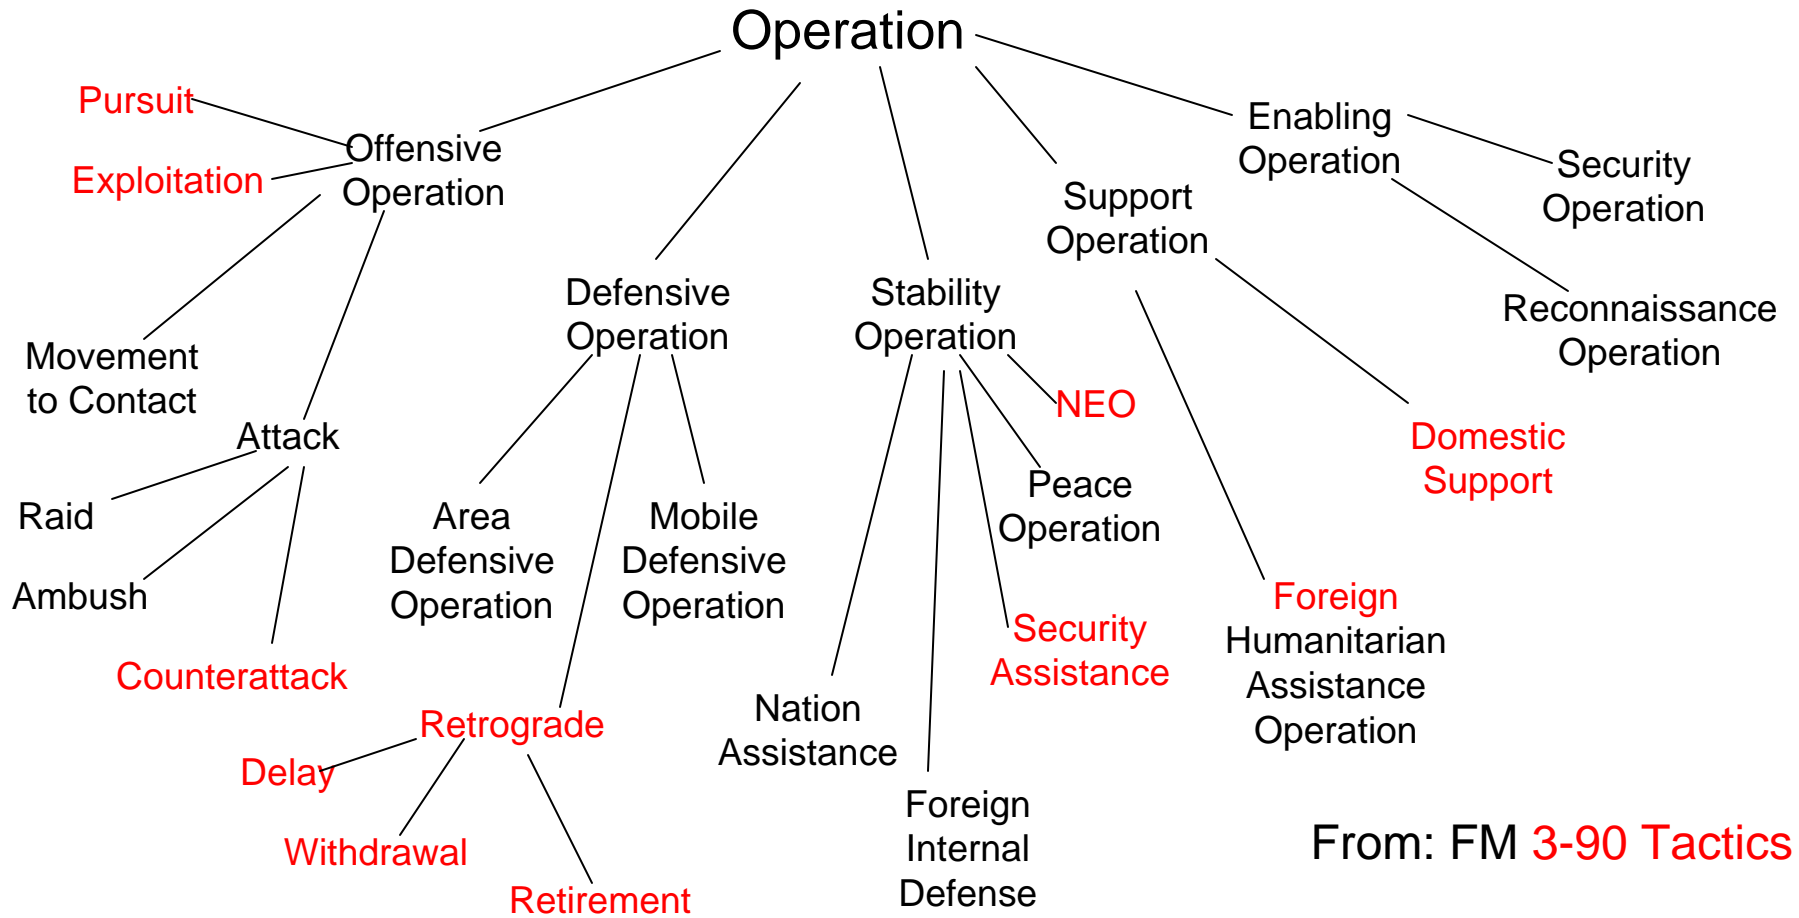 Operation
Pursuit
Exploitation
Offensive
Operation
Movement
to Contact
Attack
Raid
Ambush
Counterattack
Defensive
Operation
Area
Defensive
Operation
Mobile
Defensive
Operation
Retrograde
Delay
Withdrawal
Retirement
Stability
Operation
NEO
Peace
Operation
Security
Assistance
Nation
Assistance
Foreign
Internal
Defense
Support
Operation
Domestic
Support
Foreign
Humanitarian
Assistance
Operation
Enabling
Operation
Security
Operation
Reconnaissance
Operation
From: FM 3-90 Tactics